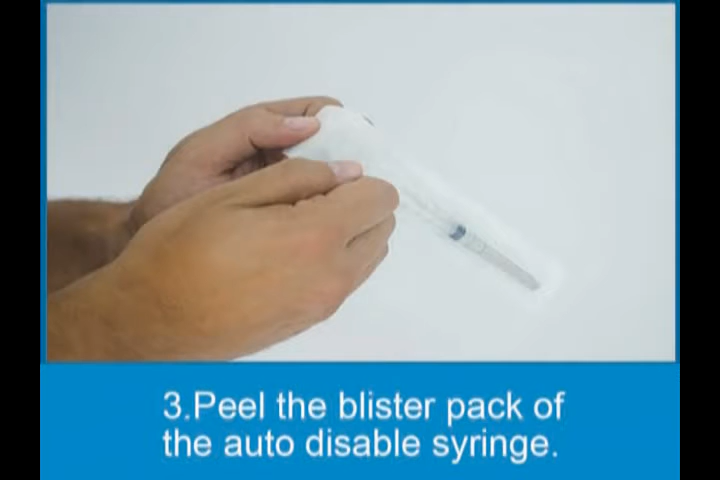 3.Peel the blister pack of
the auto disable syringe.